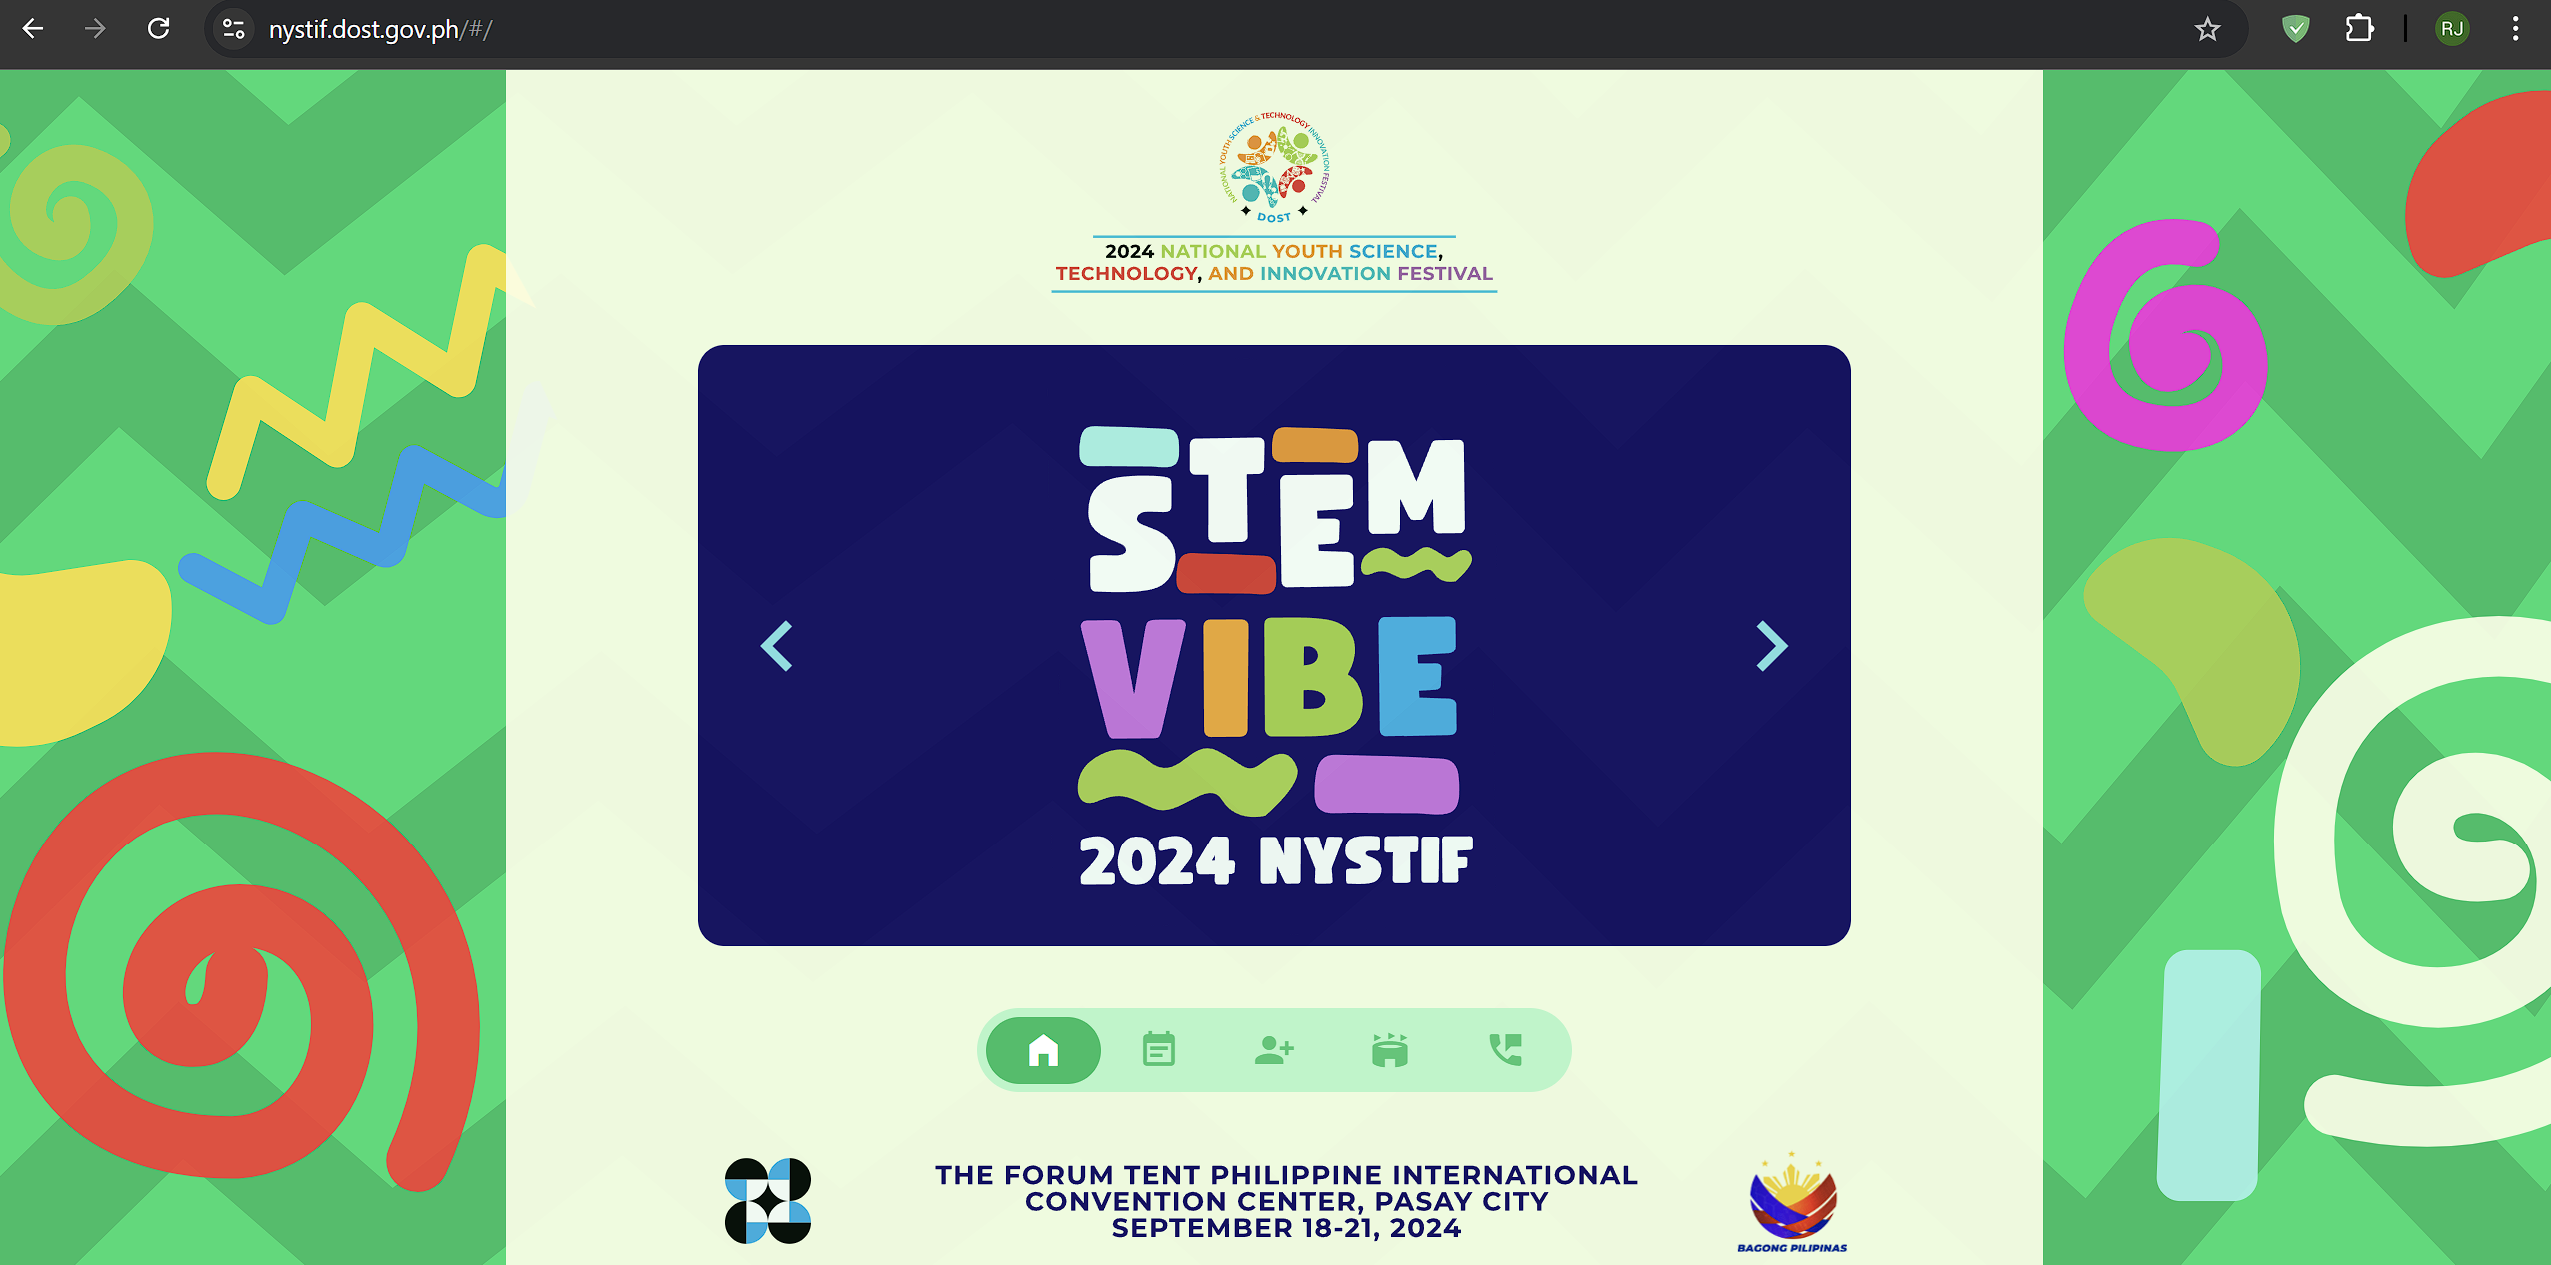 nystif.dost.gov.ph/#/
RJ
NATIONAL YOUTH SCIENCE & TECHNOLOGY INNOVATION FESTIVAL
DOST
2024 NATIONAL YOUTH SCIENCE,
TECHNOLOGY, AND INNOVATION FESTIVAL
STEM
VIBE
2024 NYSTIF
THE FORUM TENT PHILIPPINE INTERNATIONAL
CONVENTION CENTER, PASAY CITY
SEPTEMBER 18-21, 2024
BAGONG PILIPINAS